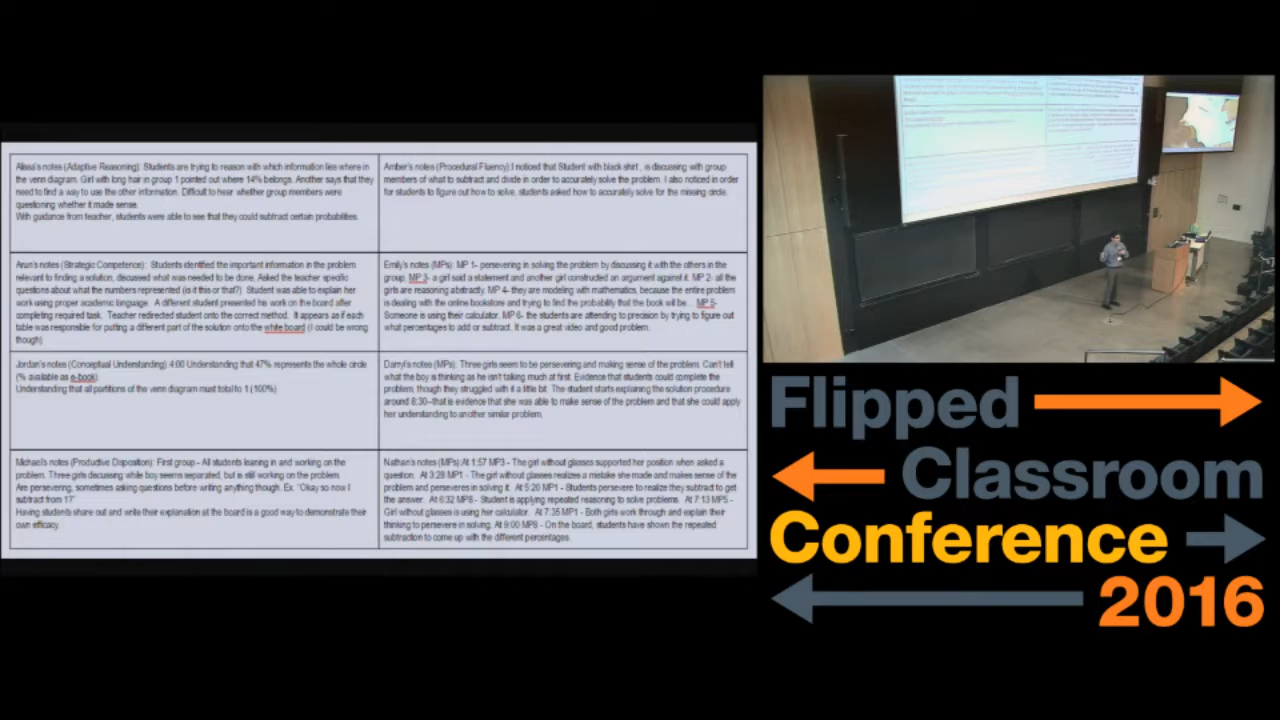 Alissa's notes (Adaptive Reasoning): Students are trying to reason with which information lies where in
the venn diagram. Girl with long hair in group 1 pointed out where 14% belongs. Another says that they
need to find a way to use the other information. Difficult to hear whether group members were
questioning whether it made sense.
With guidance from teacher, students were able to see that they could subtract certain probabilities.
Amber's notes (Procedural Fluency) I noticed that Student with black shirt , is discussing with group
members of what to subtract and divide in order to accurately solve the problem. I also noticed in order
for students to figure out how to solve, students asked how to accurately solve for the missing circle.
Arun's notes (Strategic Competence): Students identified the important information in the problem
relevant to finding a solution, discussed what was needed to be done. Asked the teacher specific
questions about what the numbers represented (is it this or that?). Student was able to explain her
work using proper academic language. A different student presented his work on the board after
completing required task. Teacher redirected student onto the correct method. It appears as if each
table was responsible for putting a different part of the solution onto the white board (I could be wrong
though)
Emily's notes (MPs): MP 1- persevering in solving the problem by discussing it with the others in the
group. MP 3- a girl said a statement and another girl constructed an argument against it. MP 2- all the
girls are reasoning abstractly. MP 4- they are modeling with mathematics, because the entire problem
is dealing with the online bookstore and trying to find the probability that the book will be... MP 5-
Someone is using their calculator. MP 6- the students are attending to precision by trying to figure out
what percentages to add or subtract. It was a great video and good problem.
Jordan's notes (Conceptual Understanding) 4:00 Understanding that 47% represents the whole circle
(% available as e-book)
Understanding that all partitions of the venn diagram must total to 1 (100%)
Darryl's notes (MPs): Three girls seem to be persevering and making sense of the problem. Can't tell
what the boy is thinking as he isn't talking much at first. Evidence that students could complete the
problem, though they struggled with it a little bit. The student starts explaining the solution procedure
around 8:30--that is evidence that she was able to make sense of the problem and that she could apply
her understanding to another similar problem.
Michael's notes (Productive Disposition): First group - All students leaning in and working on the
problem. Three girls discussing while boy seems separated, but is still working on the problem.
Are persevering, sometimes asking questions before writing anything though. Ex. "Okay so now I
subtract from 1?"
Having students share out and write their explanation at the board is a good way to demonstrate their
own efficacy.
Nathan's notes (MPs):At 1:57 MP3 - The girl without glasses supported her position when asked a
question. At 3:28 MP1 - The girl without glasses realizes a mistake she made and makes sense of the
problem and perseveres in solving it. At 5:20 MP1 - Students persevere to realize they subtract to get
the answer. At 6:32 MP8 - Student is applying repeated reasoning to solve problems. At 7:13 MP5 -
Girl without glasses is using her calculator. At 7:35 MP1 - Both girls work through and explain their
thinking to persevere in solving. At 9:00 MP8 - On the board, students have shown the repeated
subtraction to come up with the different percentages.
Flipped
Classroom
Conference
2016